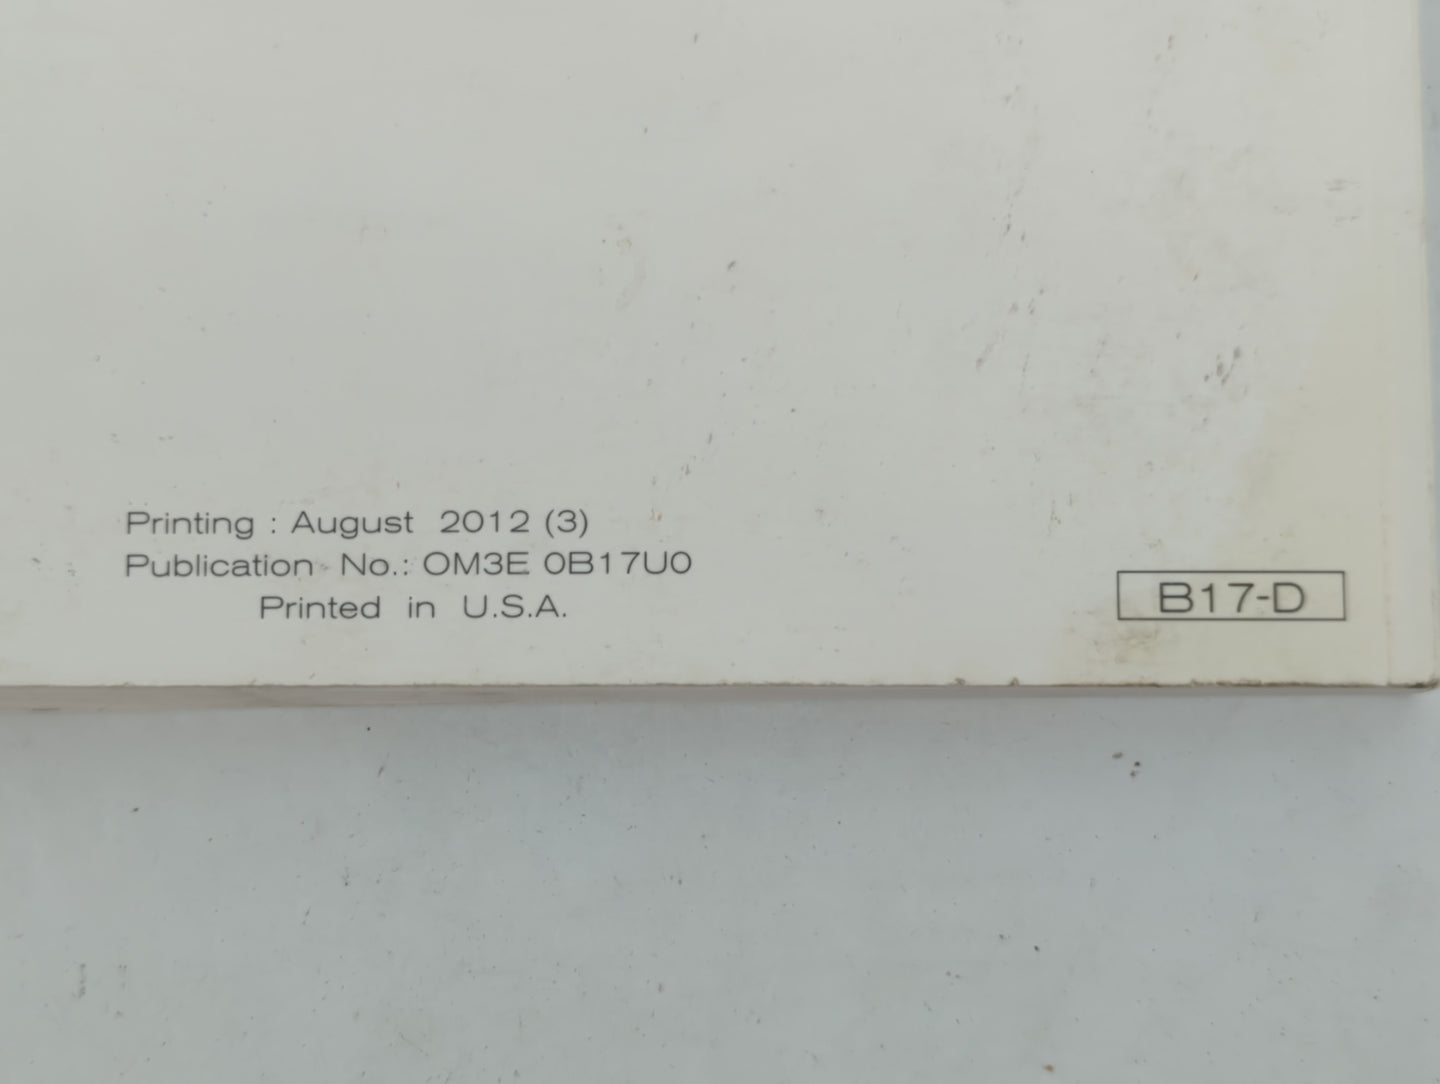 Printing : August 2012 (3)
Publication No.: OM3E 0B17U0
Printed in U.S.A.
B17-D